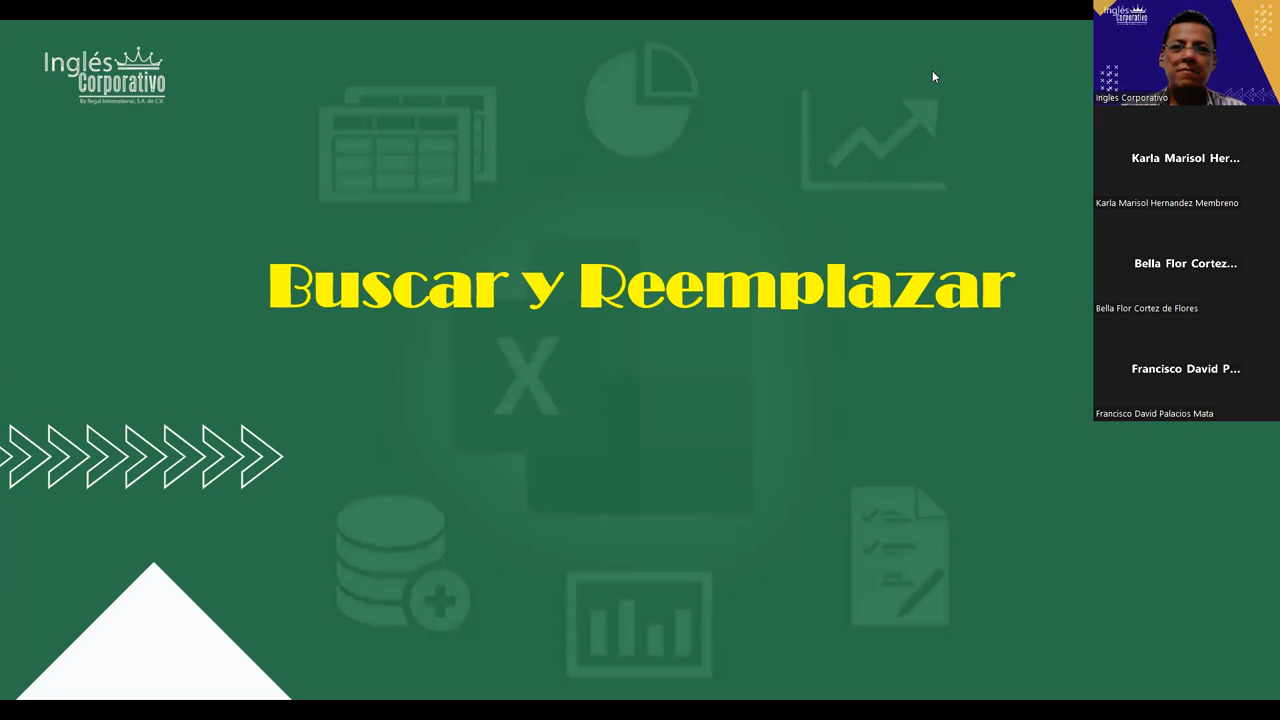 Inglés
Corporativo
By Regal International, S.A. de C.V.
Buscar y Reemplazar
X
Inglés
Corporativo
Ingles Corporativo
Karla Marisol Her...
Karla Marisol Hernandez Membreno
Bella Flor Cortez...
Bella Flor Cortez de Flores
Francisco David P...
Francisco David Palacios Mata